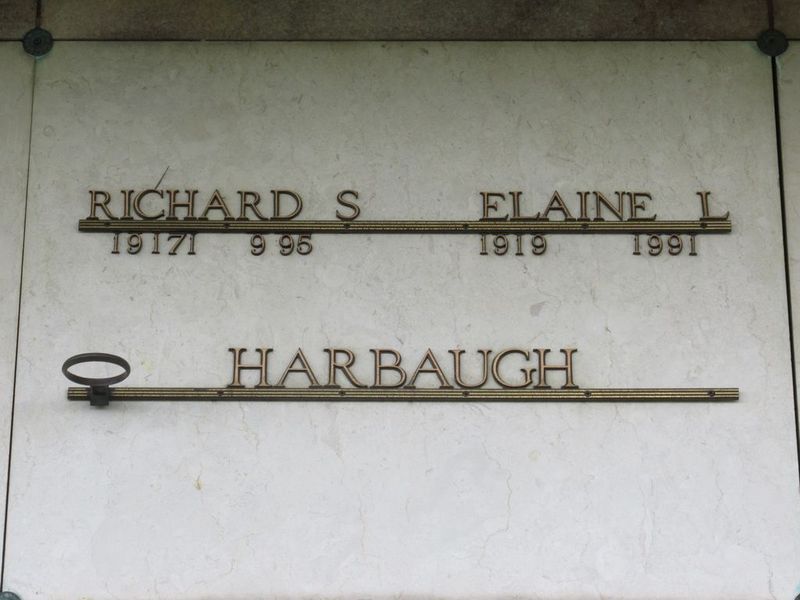 RICHARD S ELAINE L
19171 9 95 1919 1991
HARBAUGH